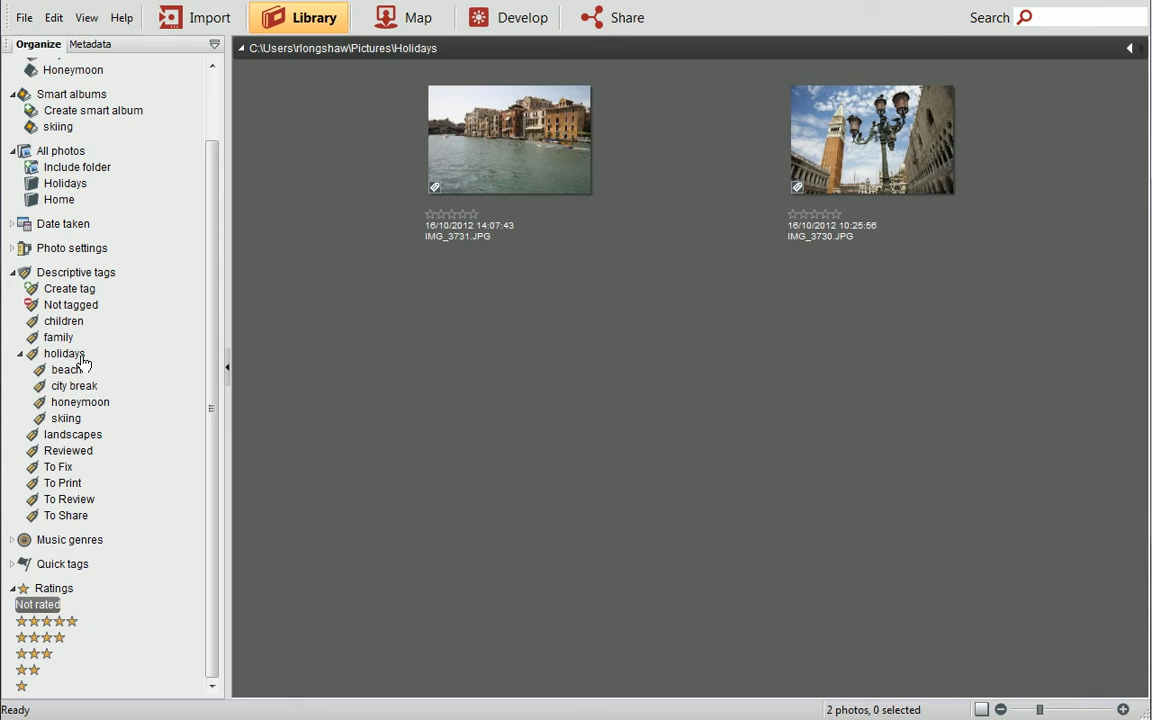 File Edit View Help Import Library Map Develop Share Search
Organize Metadata
C:\Users\rlongshaw\Pictures\Holidays
Honeymoon
Smart albums
Create smart album
skiing
All photos
Include folder
Holidays
Home
Date taken
Photo settings
Descriptive tags
Create tag
Not tagged
children
family
holidays
beach
city break
honeymoon
skiing
landscapes
Reviewed
To Fix
To Print
To Review
To Share
Music genres
Quick tags
Ratings
Not rated
16/10/2012 14:07:43
IMG_3731.JPG
16/10/2012 10:25:56
IMG_3730.JPG
Ready
2 photos, 0 selected